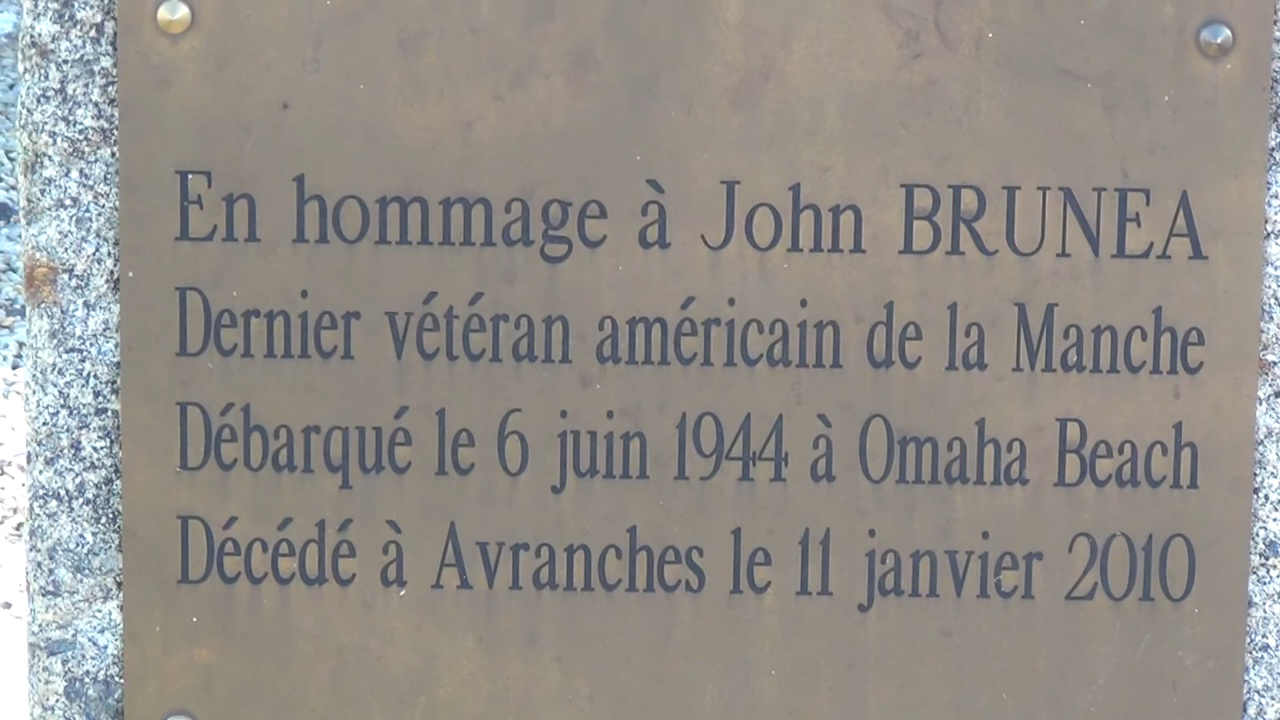 En hommage à John BRUNEA
Dernier vétéran américain de la Manche
Débarqué le 6 juin 1944 à Omaha Beach
Décédé à Avranches le 11 janvier 2010